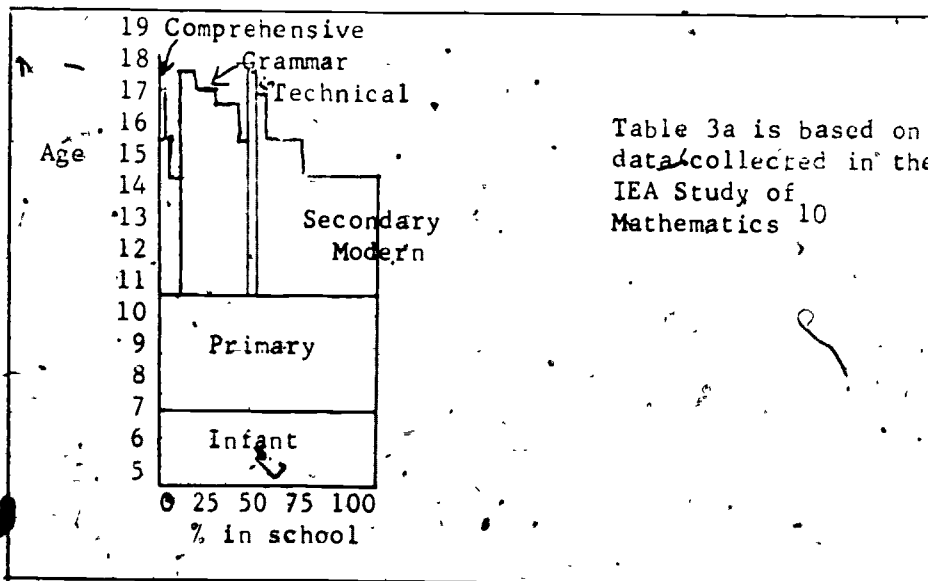 19 Comprehensive
18 Grammar
17 Technical
16
Age 15
14
13 Secondary
12 Modern
11
10
9 Primary
8
7
6 Infant
5
0 25 50 75 100
% in school
Table 3a is based on
data collected in the
IEA Study of
Mathematics 10